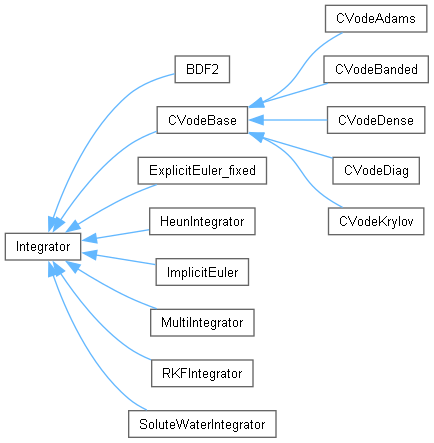 CVodeAdams
BDF2
CVodeBanded
CVodeBase
CVodeDense
ExplicitEuler_fixed
CVodeDiag
HeunIntegrator
CVodeKrylov
Integrator
ImplicitEuler
MultiIntegrator
RKFIntegrator
SoluteWaterIntegrator